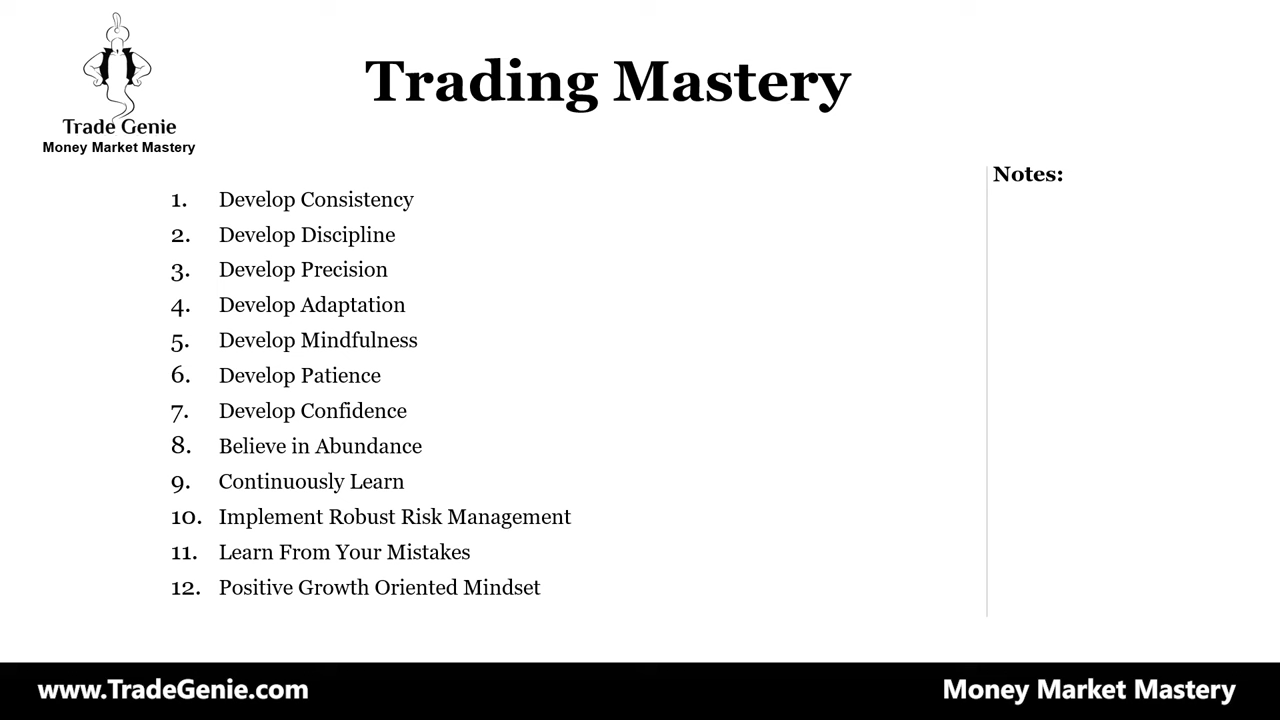 Trade Genie
Money Market Mastery
Trading Mastery
1. Develop Consistency
2. Develop Discipline
3. Develop Precision
4. Develop Adaptation
5. Develop Mindfulness
6. Develop Patience
7. Develop Confidence
8. Believe in Abundance
9. Continuously Learn
10. Implement Robust Risk Management
11. Learn From Your Mistakes
12. Positive Growth Oriented Mindset
Notes:
www.TradeGenie.com
Money Market Mastery